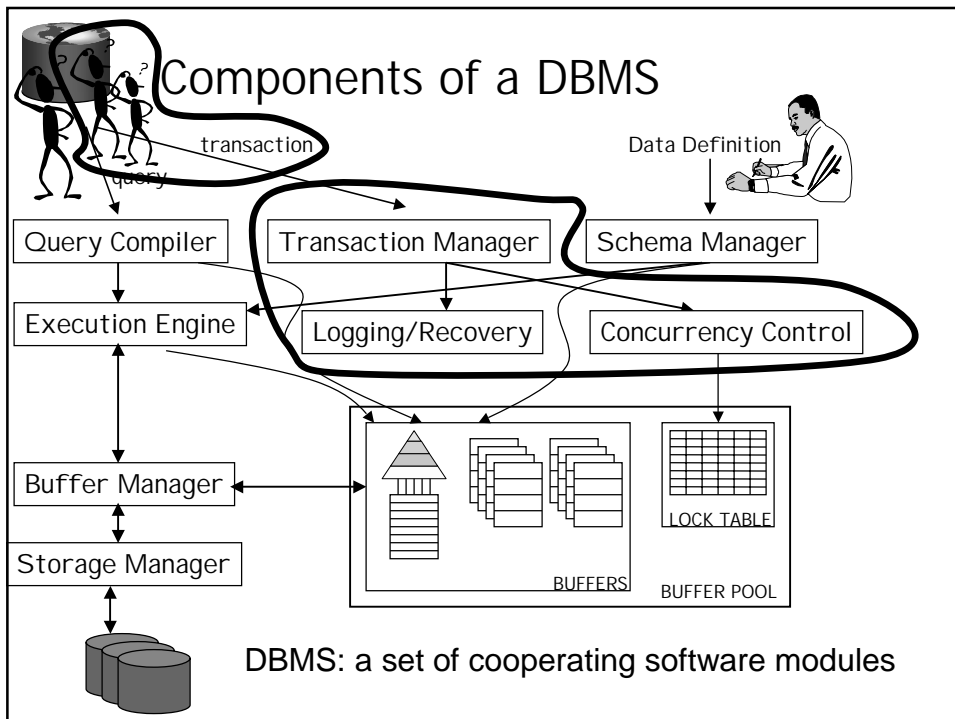 Components of a DBMS
transaction
Data Definition
query
Query Compiler
Transaction Manager
Schema Manager
Execution Engine
Logging/Recovery
Concurrency Control
Buffer Manager
LOCK TABLE
Storage Manager
BUFFERS
BUFFER POOL
DBMS: a set of cooperating software modules